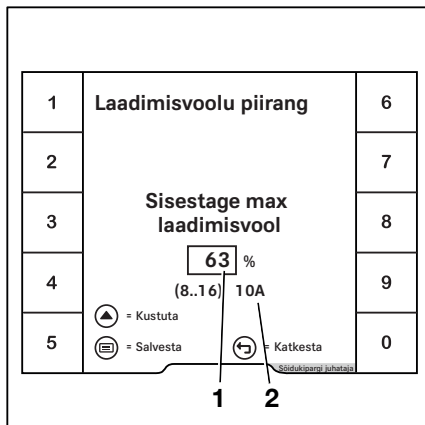 Laadimisvoolu piirang
1
6
2
7
Sisestage max
3
laadimisvool
8
63 %
4
(8..16) 10A
9
= Kustuta
5
= Salvesta
= Katkesta
0
Sõidukipargi juhataja
1
2